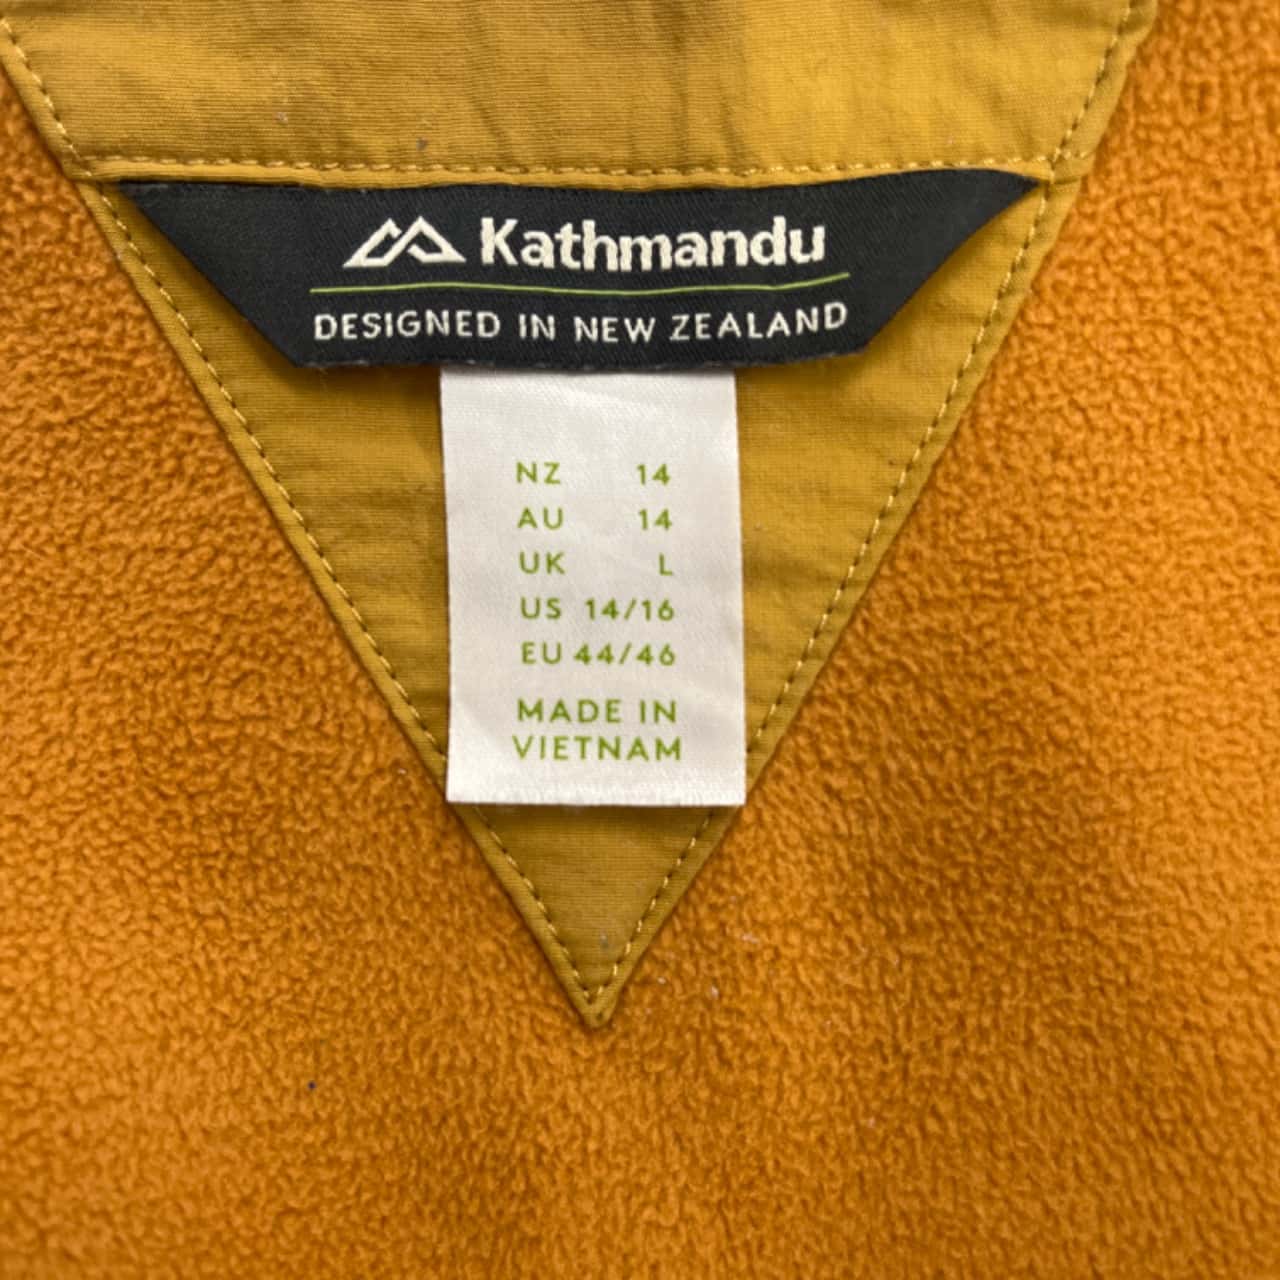 Kathmandu
DESIGNED IN NEW ZEALAND
NZ 14
AU 14
UK L
US 14/16
EU 44/46
MADE IN
VIETNAM